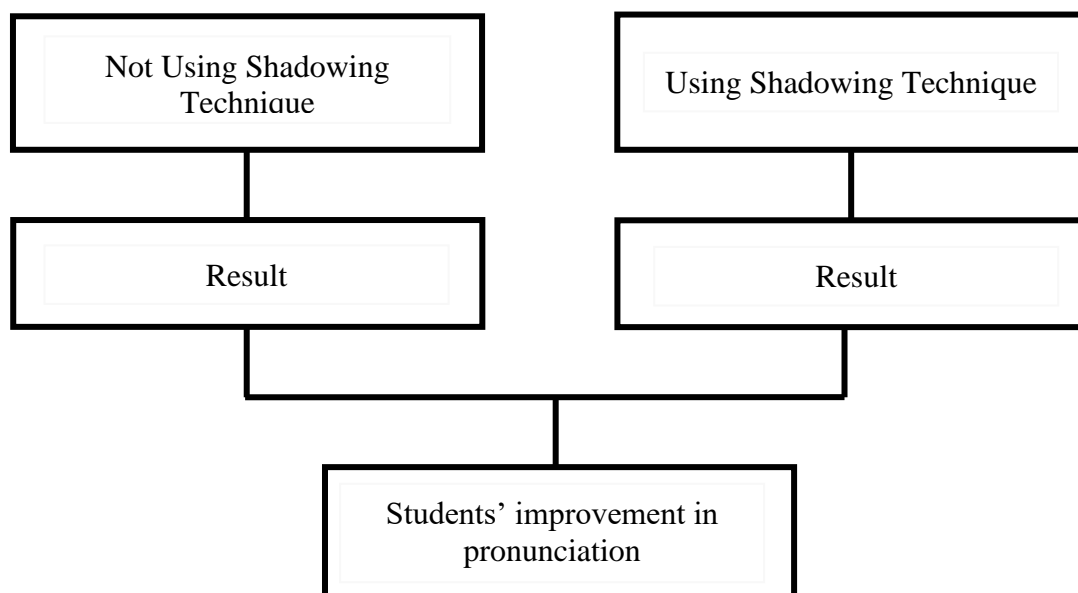 Not Using Shadowing
Technique
Using Shadowing Technique
Result
Result
Students’ improvement in
pronunciation